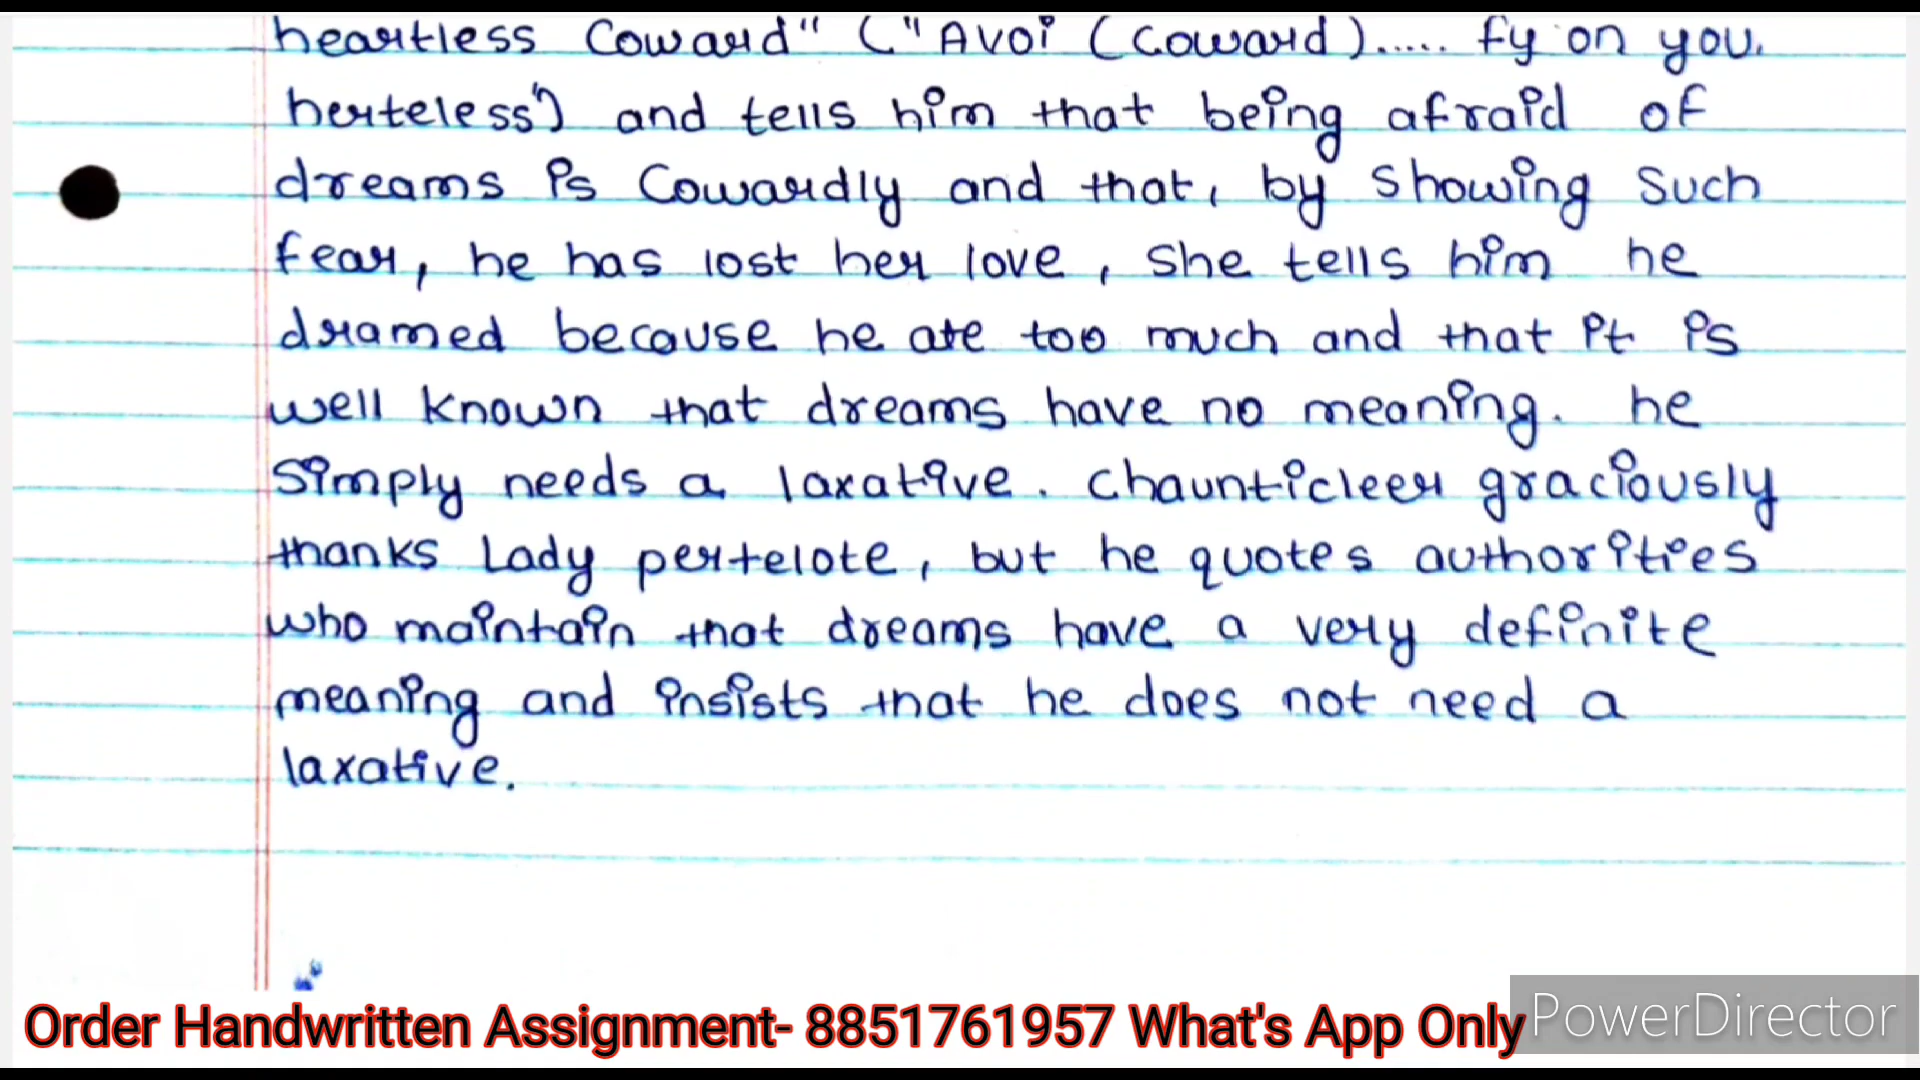 heartless Coward" ("Avoi (coward)..... fy on you.
herteless") and tells him that being afraid of
dreams is Cowardly and that, by showing Such
fear, he has lost her love, She tells him he
dramed because he ate too much and that it is
well known that dreams have no meaning. he
Simply needs a laxative. Chaunticleer graciously
thanks Lady pertelote, but he quotes authorities
who maintain that dreams have a very definite
meaning and insists that he does not need a
laxative.
Order Handwritten Assignment- 8851761957 What's App Only
PowerDirector